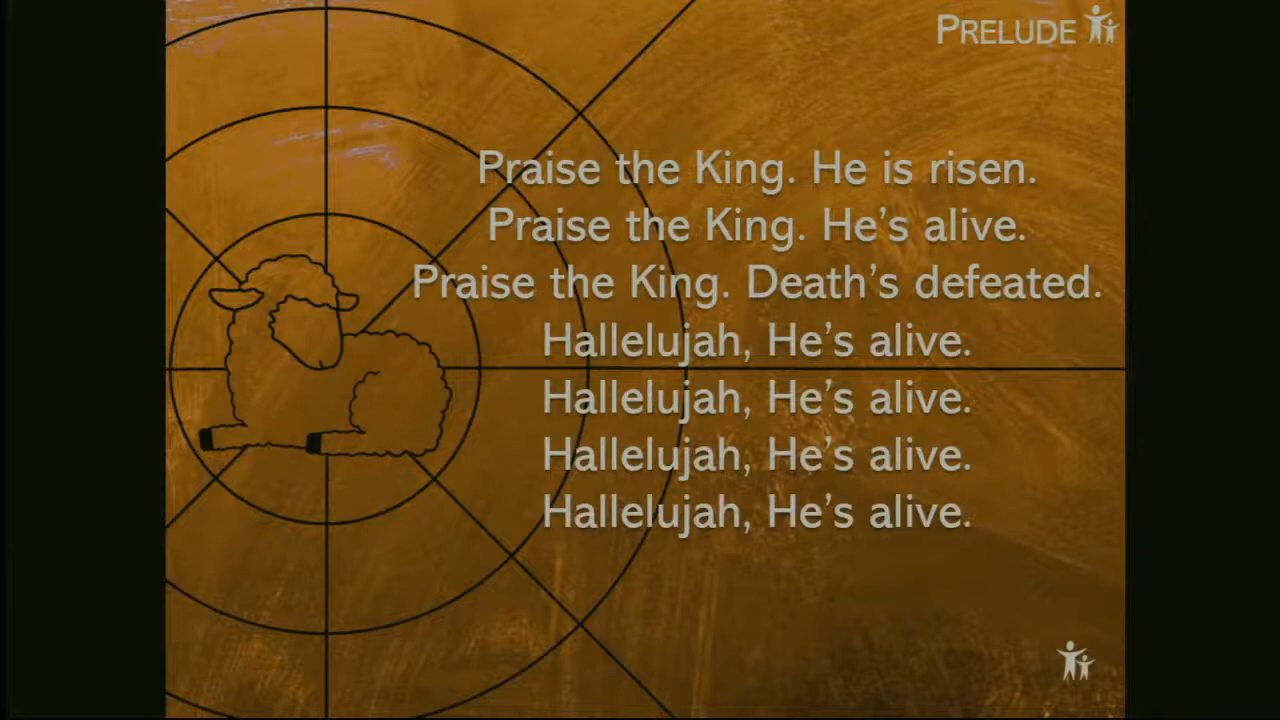 PRELUDE
Praise the King. He is risen.
Praise the King. He's alive.
Praise the King. Death's defeated.
Hallelujah, He's alive.
Hallelujah, He's alive.
Hallelujah, He's alive.
Hallelujah, He's alive.